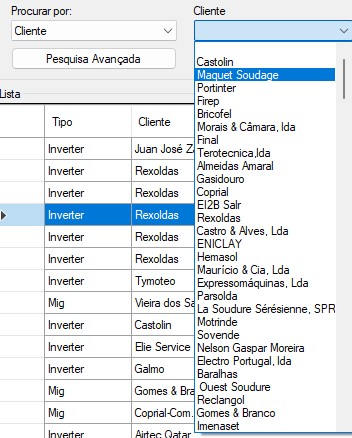 Procurar por:
Cliente
Cliente
Pesquisa Avançada
Lista
Tipo
Cliente
Inverter
Juan José Z
Inverter
Rexoldas
Inverter
Rexoldas
Inverter
Rexoldas
Inverter
Rexoldas
Inverter
Rexoldas
Inverter
Tymoteo
Mig
Vieira dos Sa
Inverter
Castolin
Inverter
Elie Service
Inverter
Galmo
Mig
Gomes & Bra
Mig
Coprial-Com.
Inverter
Airtec Qatar
Castolin
Maquet Soudage
Portinter
Firep
Bricofel
Morais & Câmara, lda
Final
Terotecnica,lda
Almeidas Amaral
Gasidouro
Coprial
EI2B Salr
Rexoldas
Castro & Alves, Lda
ENICLAY
Hemasol
Maurício & Cia, Lda
Expressomáquinas, Lda
Parsolda
La Soudure Sérésienne, SPR
Motrinde
Sovende
Nelson Gaspar Moreira
Electro Portugal, lda
Baralhas
Ouest Soudure
Reclangol
Gomes & Branco
Imenaset